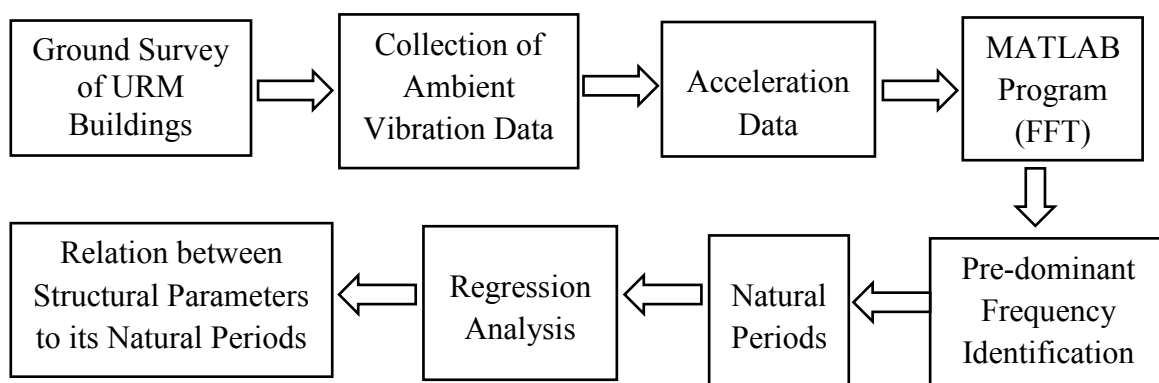 Ground Survey
of URM
Buildings
Collection of
Ambient
Vibration Data
Acceleration
Data
MATLAB
Program
(FFT)
Pre-dominant
Frequency
Identification
Natural
Periods
Regression
Analysis
Relation between
Structural Parameters
to its Natural Periods